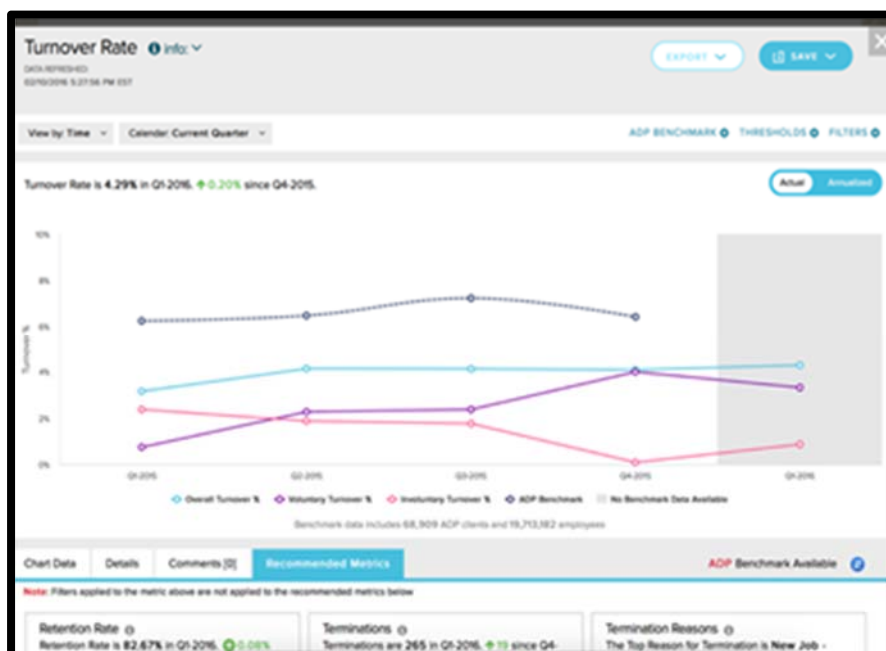 Turnover Rate info:
DATA REFRESHED:
02/10/2016 5:27:56 PM EST
EXPORT
SAVE
X
View by: Time
Calendar: Current Quarter
ADP BENCHMARK
THRESHOLDS
FILTERS
Turnover Rate is 4.29% in Q1-2016, ↑ 0.20% since Q4-2015.
Actual Annualized
10%
8%
6%
4%
2%
0%
Turnover %
Q1-2015 Q2-2015 Q3-2015 Q4-2015 Q1-2016
Overall Turnover % Voluntary Turnover % Involuntary Turnover % ADP Benchmark No Benchmark Data Available
Benchmark data includes 68,909 ADP clients and 19,713,182 employees
Chart Data Details Comments [0] Recommended Metrics
ADP Benchmark Available
Note: Filters applied to the metric above are not applied to the recommended metrics below
Retention Rate
Retention Rate is 82.67% in Q1-2016, 0.08%
Terminations
Terminations are 265 in Q1-2016, ↑ 19 since Q4-
Termination Reasons
The Top Reason for Termination is New Job -